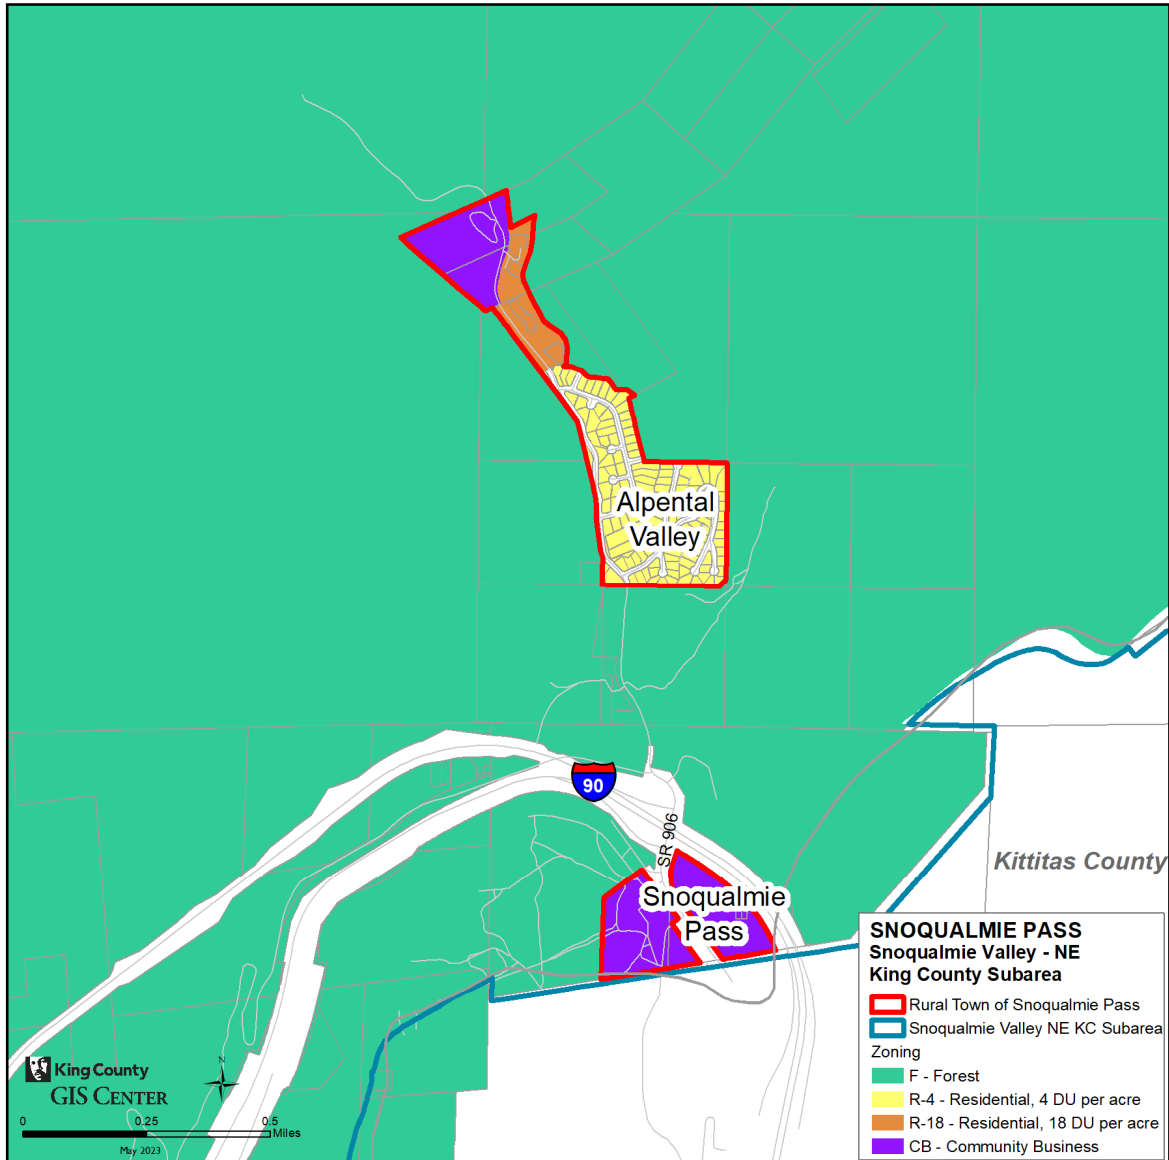 Alpental
Valley
90
SR 906
Kittitas County
Snoqualmie
Pass
SNOQUALMIE PASS
Snoqualmie Valley - NE
King County Subarea
Rural Town of Snoqualmie Pass
Snoqualmie Valley NE KC Subarea
Zoning
F - Forest
R-4 - Residential, 4 DU per acre
R-18 - Residential, 18 DU per acre
CB - Community Business
King County
GIS CENTER
N
0 0.25 0.5
Miles
May 2023